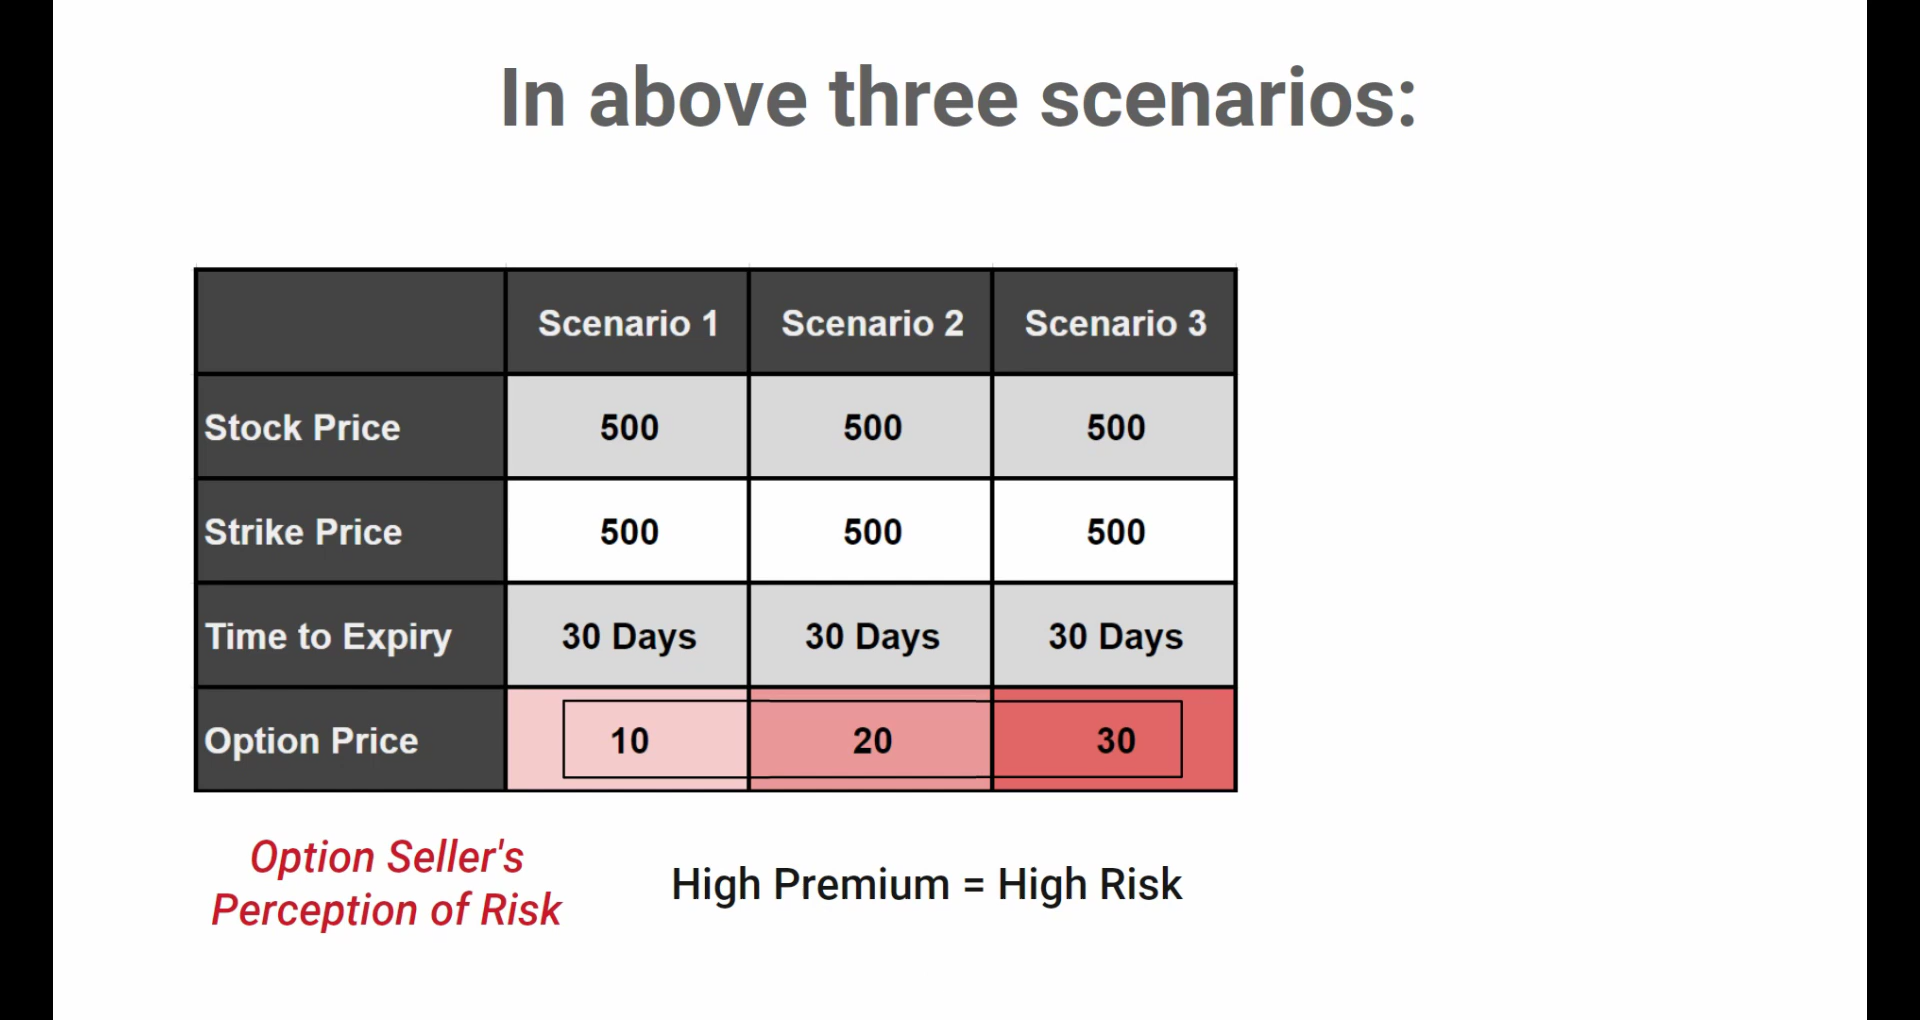 In above three scenarios:
Scenario 1 Scenario 2 Scenario 3
Stock Price 500 500 500
Strike Price 500 500 500
Time to Expiry 30 Days 30 Days 30 Days
Option Price 10 20 30
Option Seller's
Perception of Risk
High Premium = High Risk